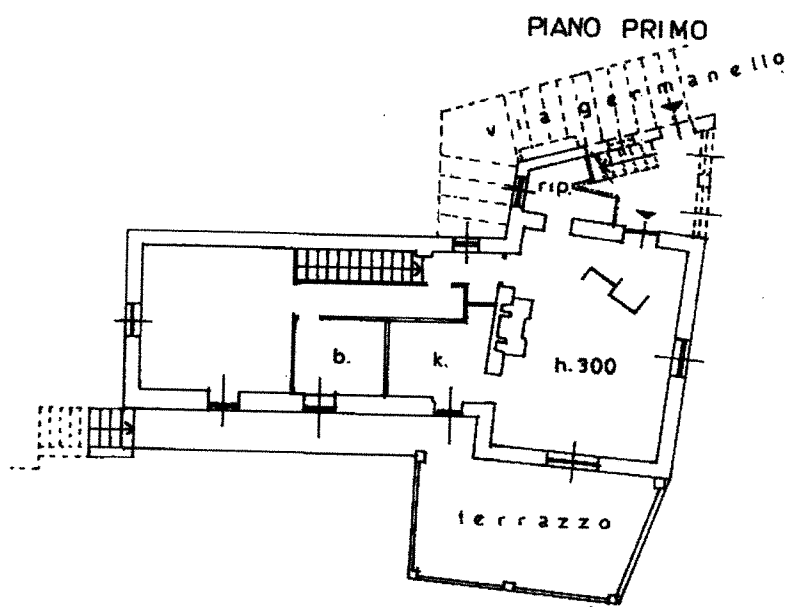 PIANO PRIMO
via germanello
rip.
b.
k.
h.300
terrazzo